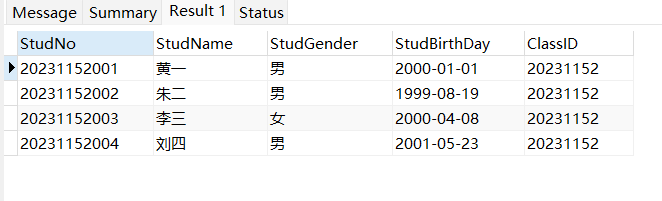 Message Summary Result 1 Status
StudNo StudName StudGender StudBirthDay ClassID
20231152001 黄一 男 2000-01-01 20231152
20231152002 朱二 男 1999-08-19 20231152
20231152003 李三 女 2000-04-08 20231152
20231152004 刘四 男 2001-05-23 20231152